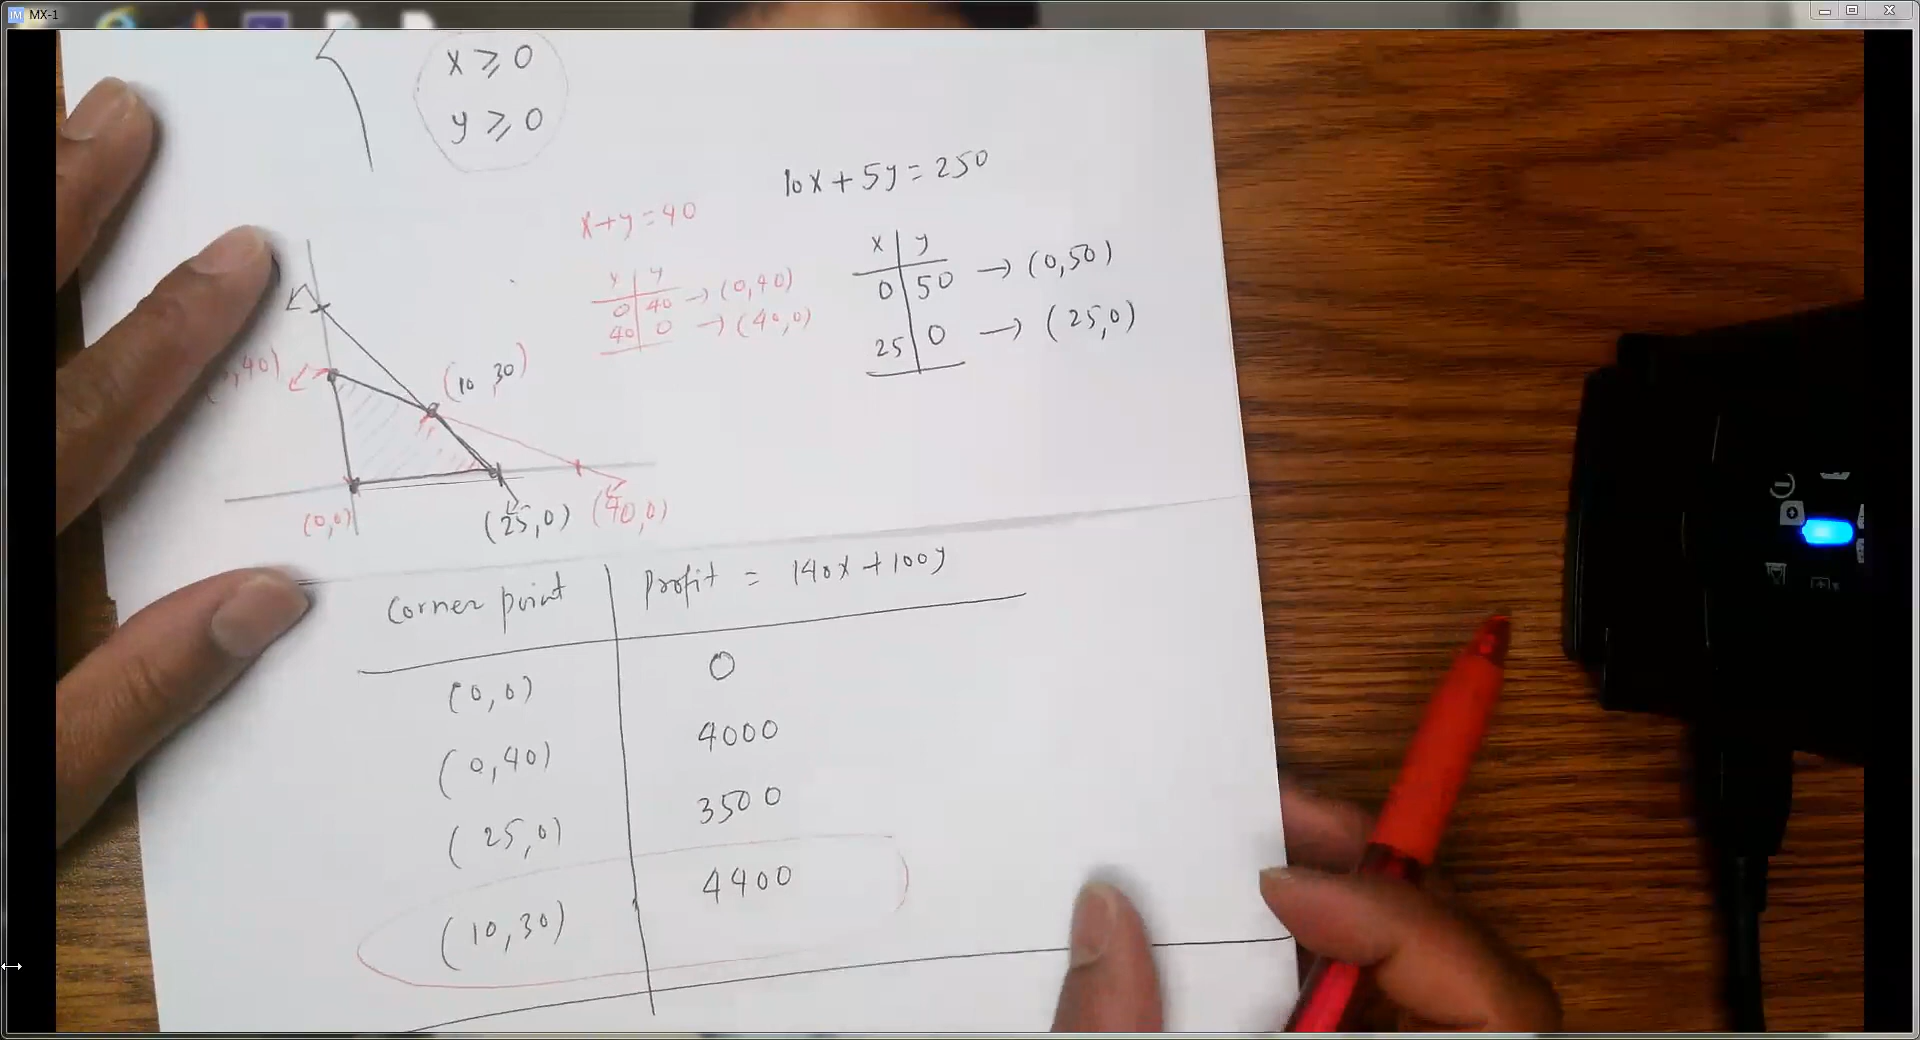 MX-1
x ≥ 0
y ≥ 0
10x + 5y = 250
x + y = 40
x | y
0 | 40 → (0,40)
40 | 0 → (40,0)
x | y
0 | 50 → (0,50)
25 | 0 → (25,0)
,40)
(10,30)
(0,0)
(25,0)
(40,0)
Corner point | Profit = 140x + 100y
(0,0) | 0
(0,40) | 4000
(25,0) | 3500
(10,30) | 4400